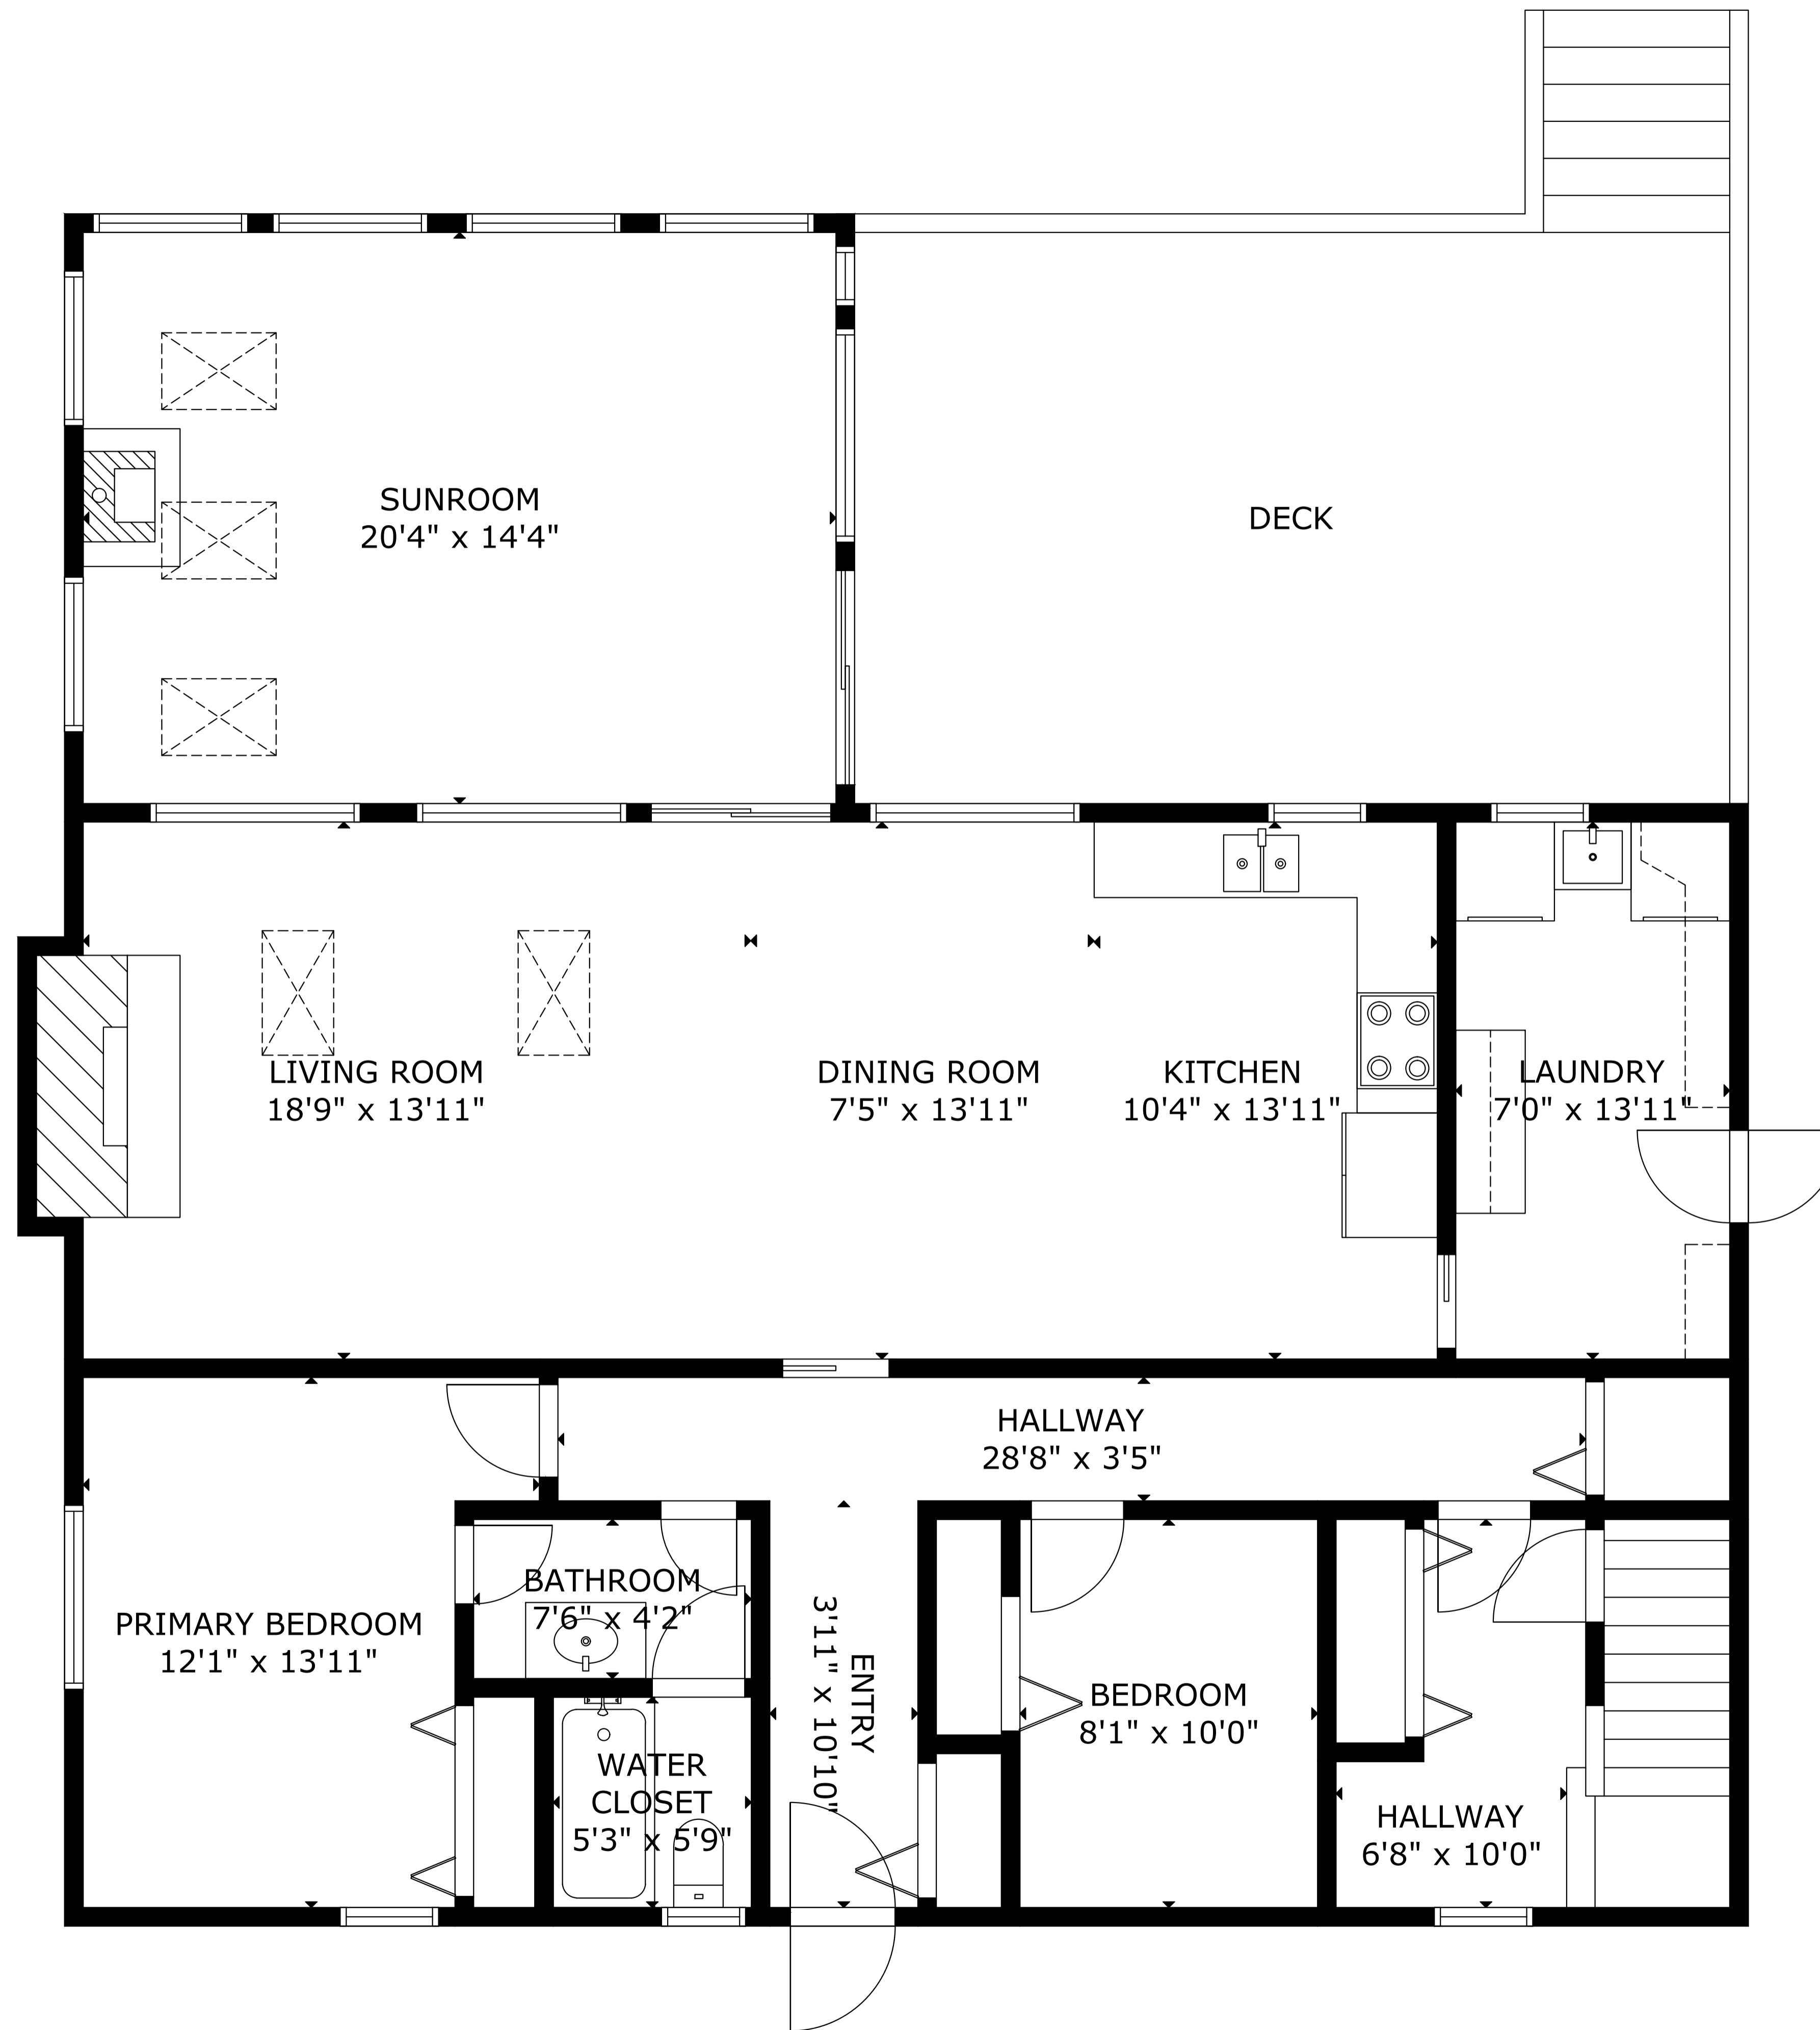 SUNROOM
20'4" x 14'4"
DECK
LIVING ROOM
18'9" x 13'11"
DINING ROOM
7'5" x 13'11"
KITCHEN
10'4" x 13'11"
LAUNDRY
7'0" x 13'11"
HALLWAY
28'8" x 3'5"
PRIMARY BEDROOM
12'1" x 13'11"
BATHROOM
7'6" x 4'2"
WATER
CLOSET
5'3" x 5'9"
ENTRY
3'11" x 10'10"
BEDROOM
8'1" x 10'0"
HALLWAY
6'8" x 10'0"